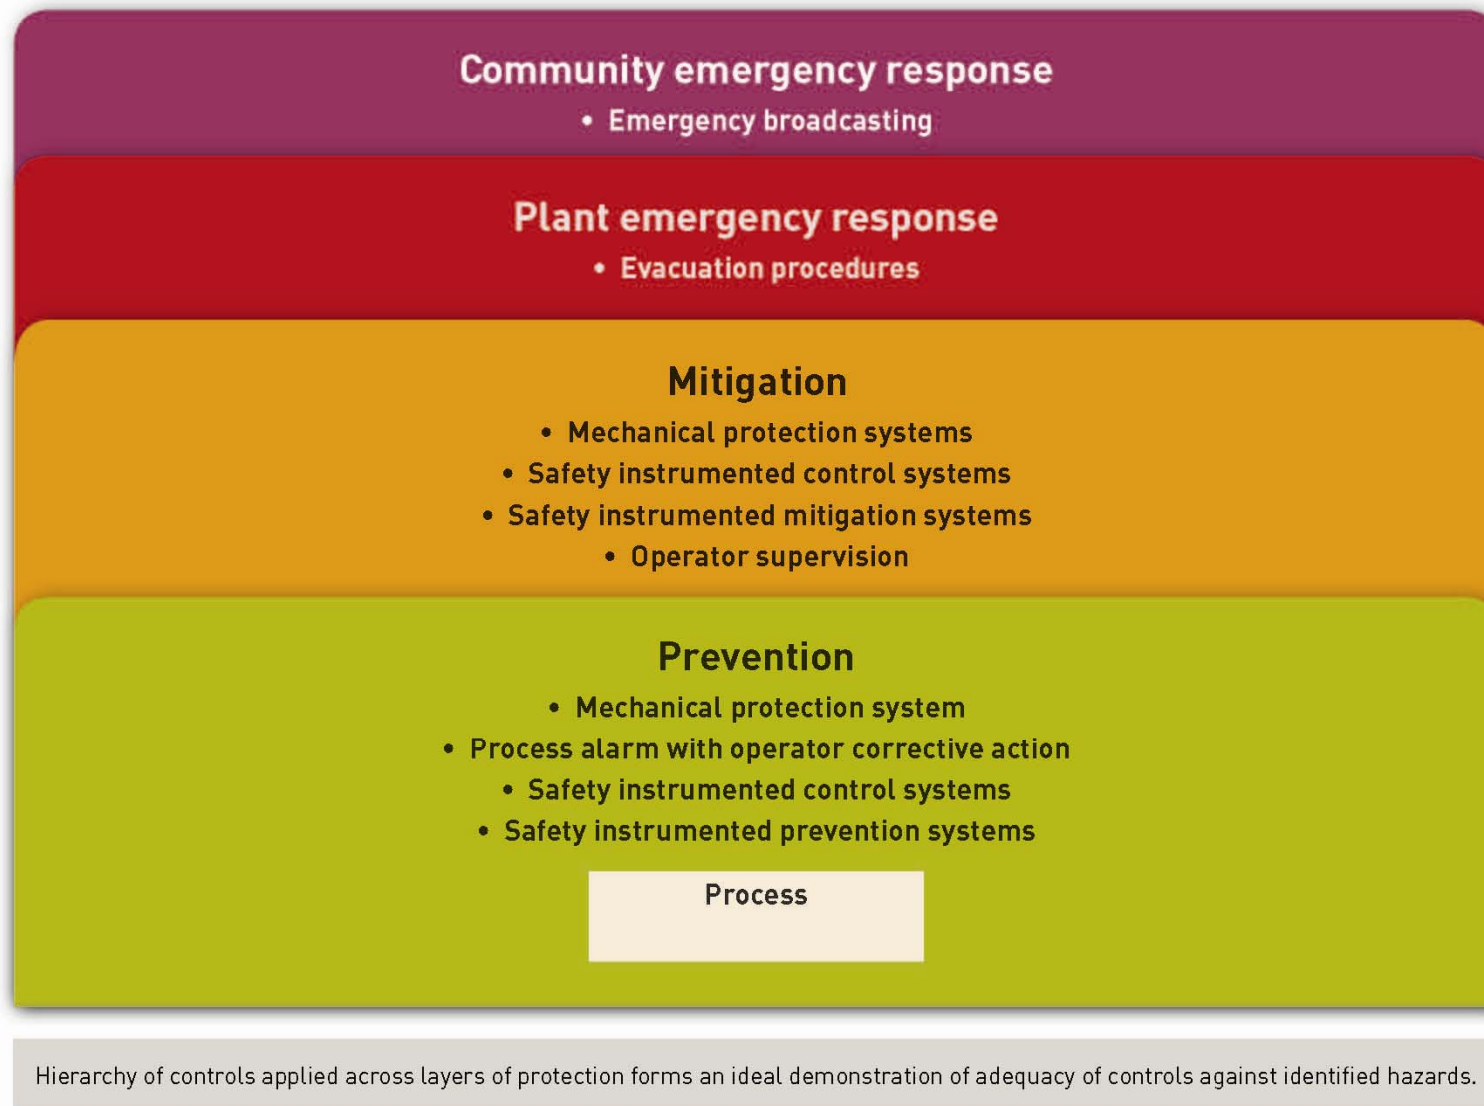 Community emergency response
• Emergency broadcasting
Plant emergency response
• Evacuation procedures
Mitigation
• Mechanical protection systems
• Safety instrumented control systems
• Safety instrumented mitigation systems
• Operator supervision
Prevention
• Mechanical protection system
• Process alarm with operator corrective action
• Safety instrumented control systems
• Safety instrumented prevention systems
Process
Hierarchy of controls applied across layers of protection forms an ideal demonstration of adequacy of controls against identified hazards.